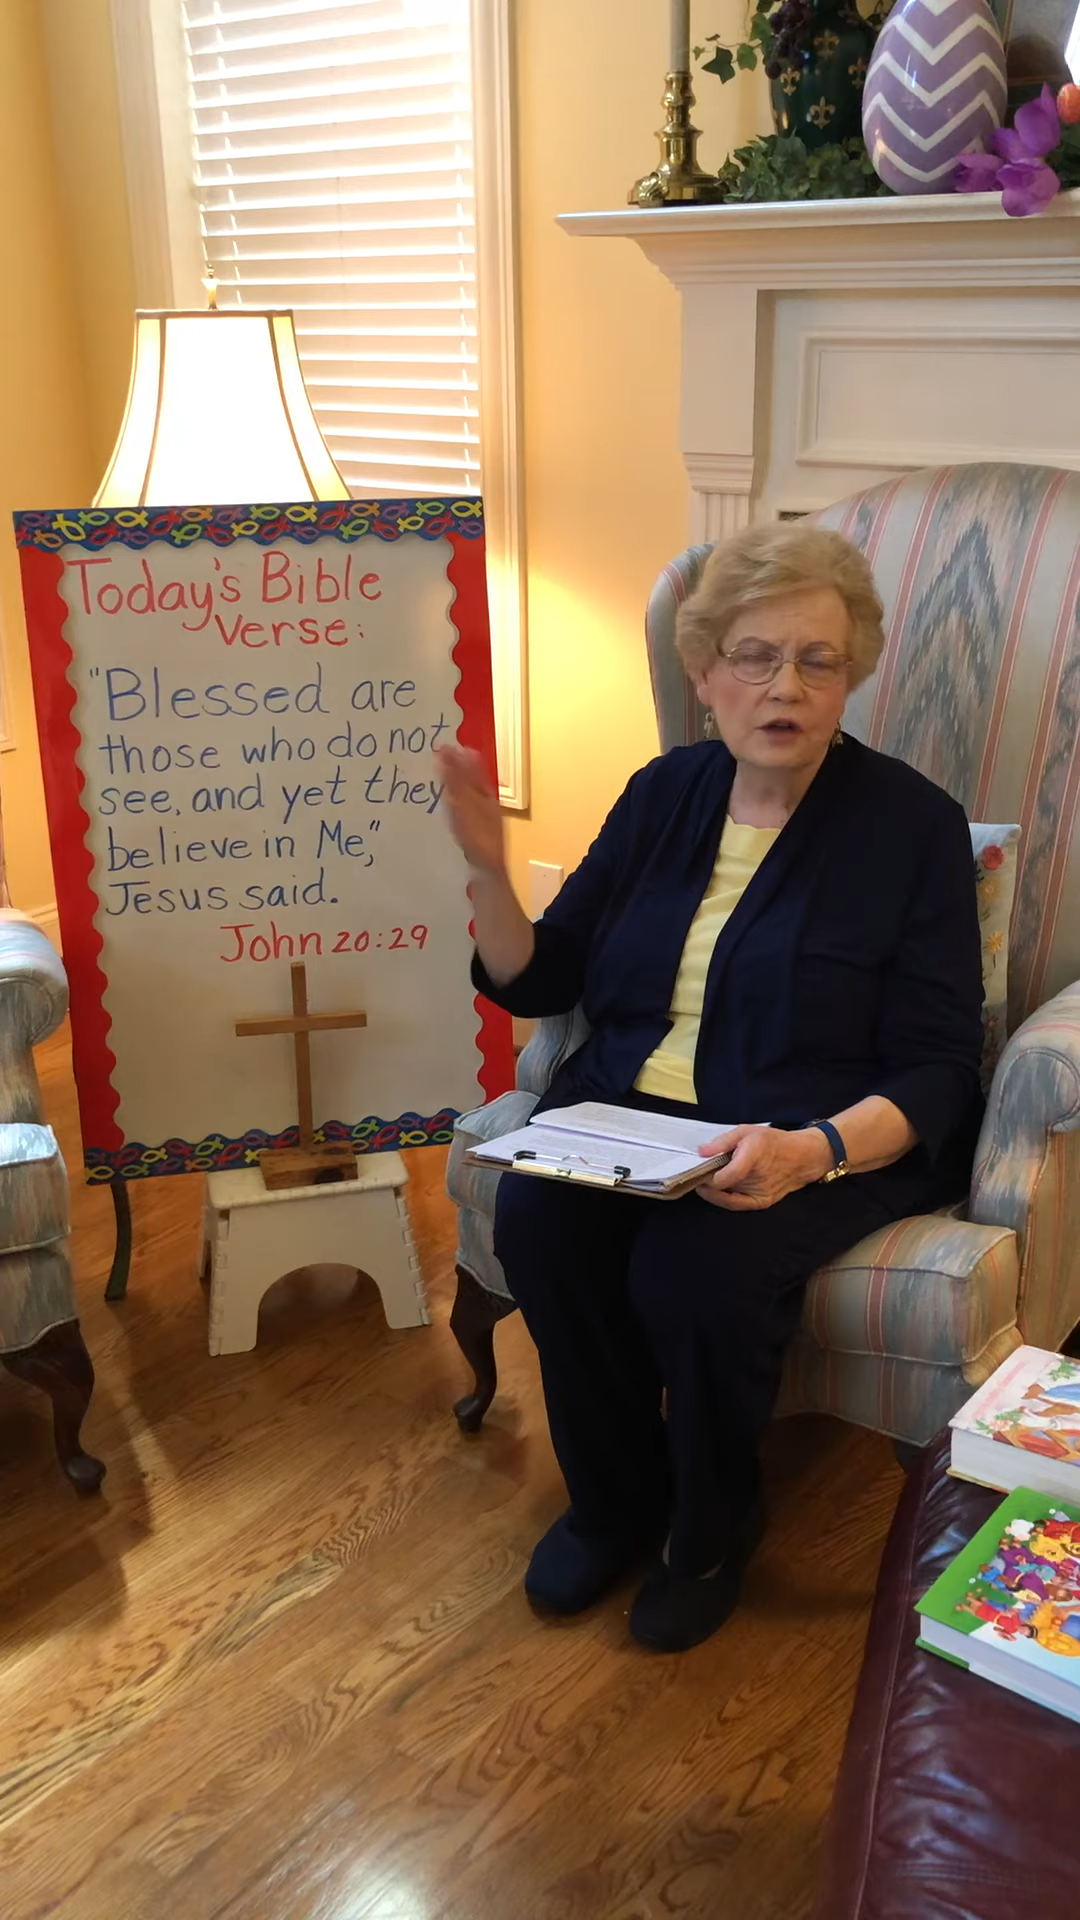 Today's Bible
Verse:
"Blessed are
those who do not
see, and yet they
believe in Me,"
Jesus said.
John 20:29